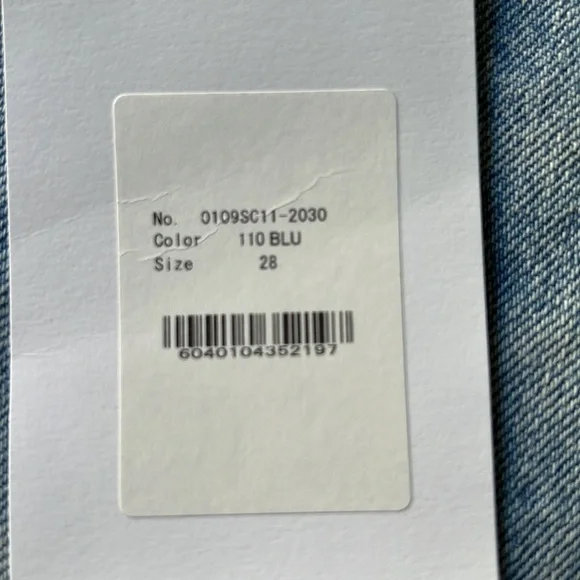 No. 0109SC11-2030
Color 110 BLU
Size 28
6040104352197